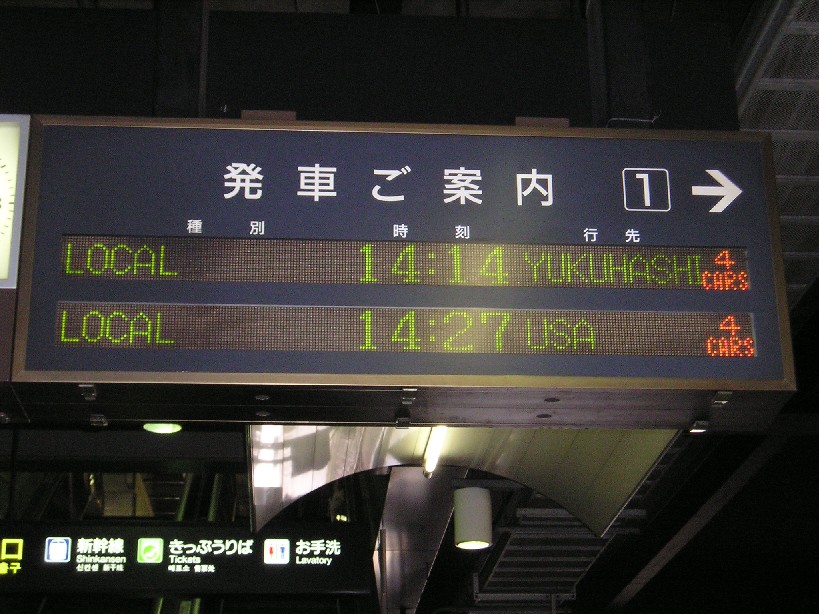 発車ご案内 1 →
種別 時刻 行先
LOCAL 14:14 YUKUHASHI 4 CARS
LOCAL 14:27 USA 4 CARS
口 新幹線 きっぷうりば お手洗
Shinkansen Tickets Lavatory